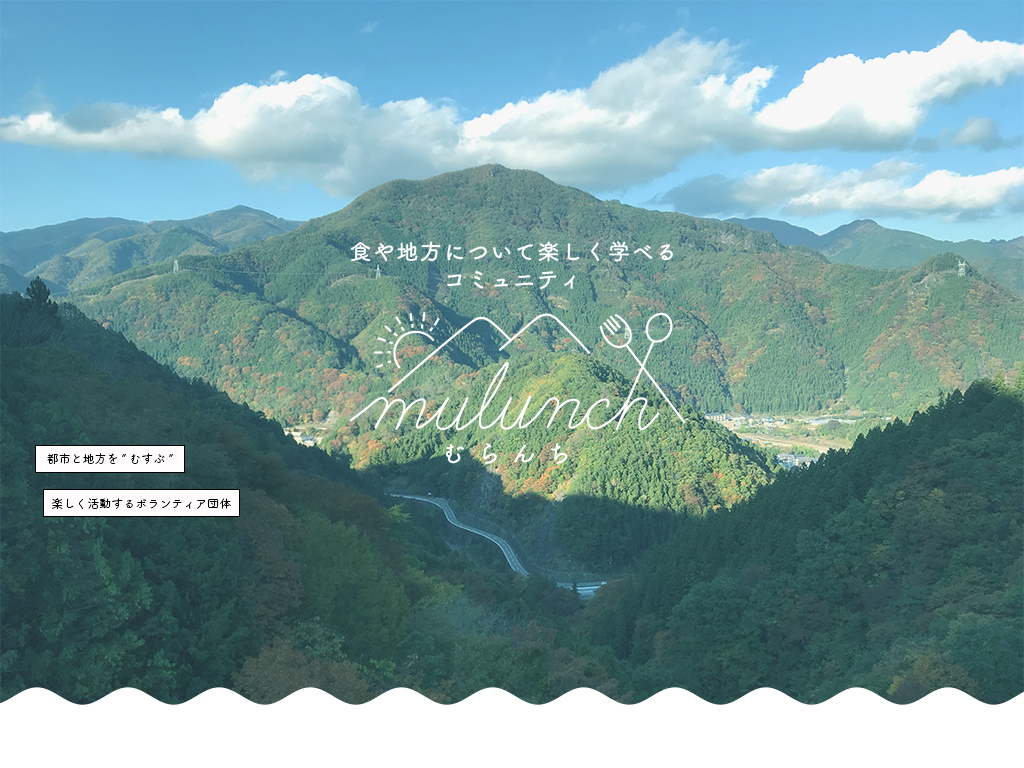 食や地方について楽しく学べる
コミュニティ
mulunch
むらんち
都市と地方を＂むすぶ＂
楽しく活動するボランティア団体